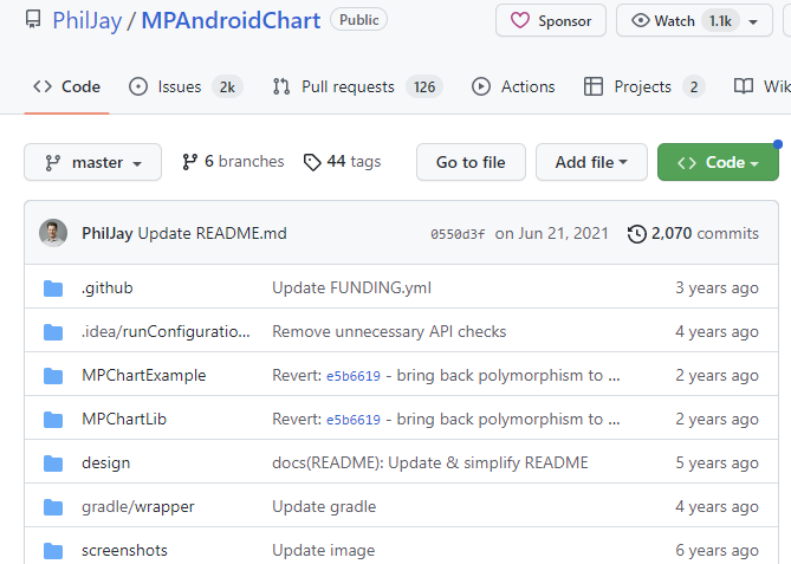 PhilJay / MPAndroidChart Public Sponsor Watch 1.1k
Code Issues 2k Pull requests 126 Actions Projects 2 Wik
master 6 branches 44 tags Go to file Add file Code
PhilJay Update README.md 0550d3f on Jun 21, 2021 2,070 commits
.github Update FUNDING.yml 3 years ago
.idea/runConfiguratio... Remove unnecessary API checks 4 years ago
MPChartExample Revert: e5b6619 - bring back polymorphism to ... 2 years ago
MPChartLib Revert: e5b6619 - bring back polymorphism to ... 2 years ago
design docs(README): Update & simplify README 5 years ago
gradle/wrapper Update gradle 4 years ago
screenshots Update image 6 years ago